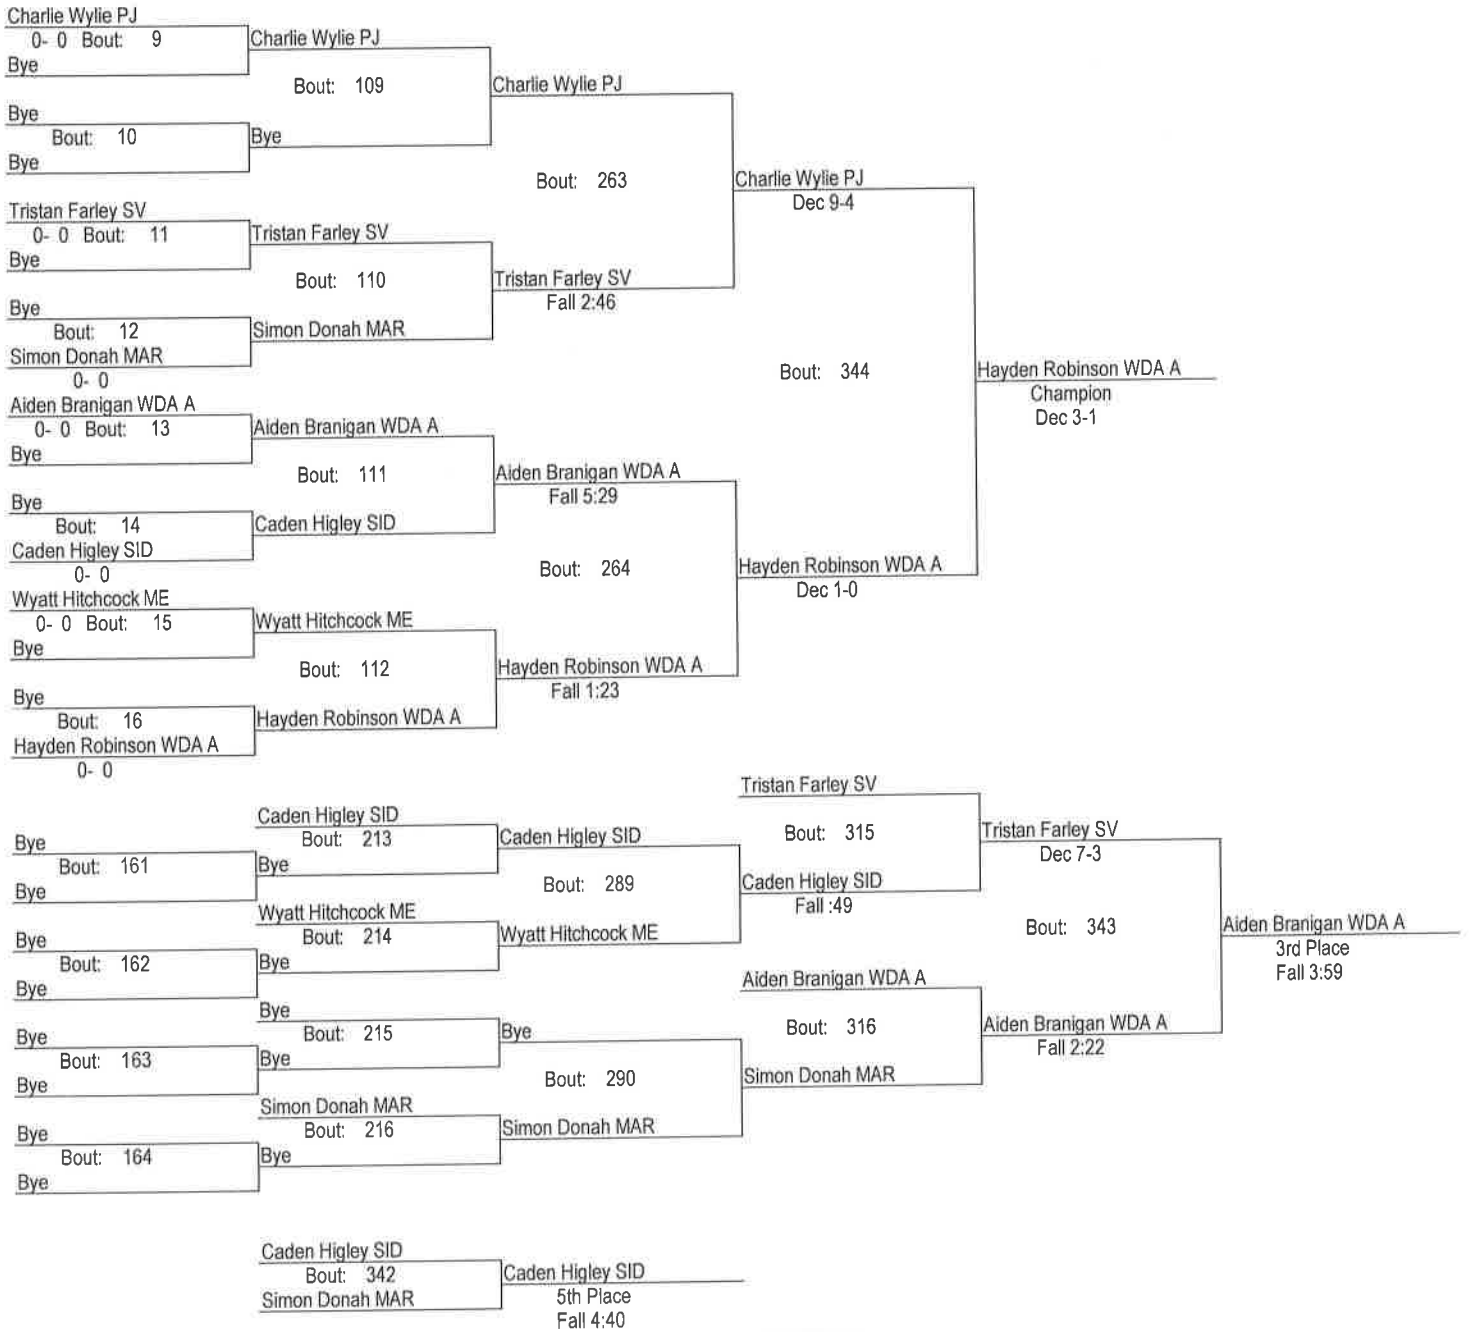 Charlie Wylie PJ
0- 0 Bout: 9
Bye
Charlie Wylie PJ
Bout: 109
Bye
Bout: 10
Bye
Bye
Charlie Wylie PJ
Bout: 263
Tristan Farley SV
0- 0 Bout: 11
Bye
Tristan Farley SV
Bout: 110
Bye
Bout: 12
Simon Donah MAR
0- 0
Simon Donah MAR
Tristan Farley SV
Fall 2:46
Charlie Wylie PJ
Dec 9-4
Bout: 344
Aiden Branigan WDA A
0- 0 Bout: 13
Bye
Aiden Branigan WDA A
Bout: 111
Bye
Bout: 14
Caden Higley SID
0- 0
Caden Higley SID
Aiden Branigan WDA A
Fall 5:29
Bout: 264
Wyatt Hitchcock ME
0- 0 Bout: 15
Bye
Wyatt Hitchcock ME
Bout: 112
Bye
Bout: 16
Hayden Robinson WDA A
0- 0
Hayden Robinson WDA A
Hayden Robinson WDA A
Fall 1:23
Hayden Robinson WDA A
Dec 1-0
Hayden Robinson WDA A
Champion
Dec 3-1
Bye
Bout: 161
Bye
Caden Higley SID
Bout: 213
Bye
Caden Higley SID
Bout: 289
Bye
Bout: 162
Bye
Wyatt Hitchcock ME
Bout: 214
Bye
Wyatt Hitchcock ME
Tristan Farley SV
Bout: 315
Caden Higley SID
Fall :49
Tristan Farley SV
Dec 7-3
Bout: 343
Bye
Bout: 163
Bye
Bye
Bout: 215
Bye
Bye
Bout: 290
Bye
Bout: 164
Bye
Simon Donah MAR
Bout: 216
Bye
Simon Donah MAR
Aiden Branigan WDA A
Bout: 316
Simon Donah MAR
Aiden Branigan WDA A
Fall 2:22
Aiden Branigan WDA A
3rd Place
Fall 3:59
Caden Higley SID
Bout: 342
Simon Donah MAR
Caden Higley SID
5th Place
Fall 4:40